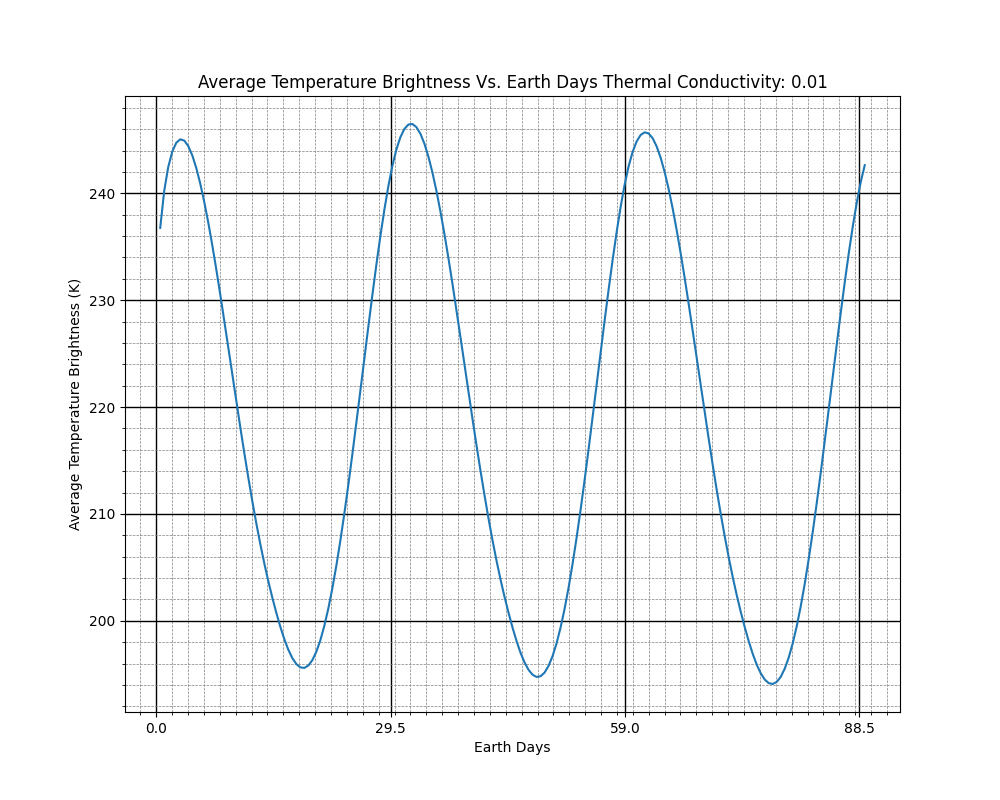 Average Temperature Brightness Vs. Earth Days Thermal Conductivity: 0.01
Average Temperature Brightness (K)
240
230
220
210
200
0.0 29.5 59.0 88.5
Earth Days